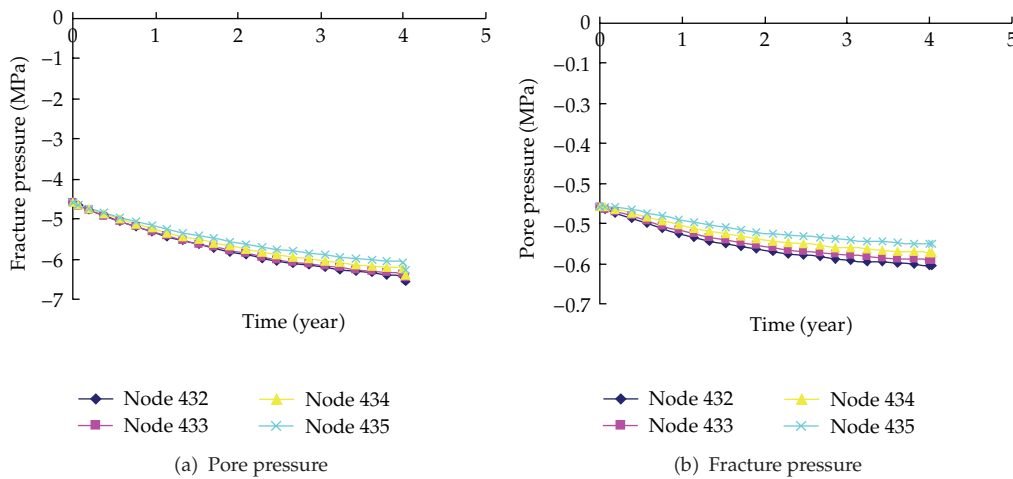 Fracture pressure (MPa)
0
−1
−2
−3
−4
−5
−6
−7
0 1 2 3 4 5
Time (year)
Node 432
Node 433
Node 434
Node 435
(a) Pore pressure
Pore pressure (MPa)
0
−0.1
−0.3
−0.3
−0.5
−0.5
−0.6
−0.7
0 1 2 3 4 5
Time (year)
Node 432
Node 433
Node 434
Node 435
(b) Fracture pressure